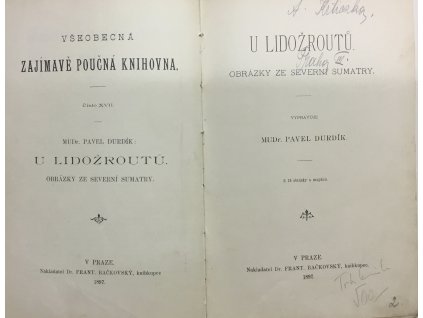 VŠEOBECNÁ
ZAJÍMAVĚ POUČNÁ KNIHOVNA.
Číslo XVII.
MUDr. PAVEL DURDÍK:
U LIDOŽROUTŮ.
OBRÁZKY ZE SEVERNÍ SUMATRY.
V PRAZE
Nakladatel Dr. FRANT. BAČKOVSKÝ, knihkupec.
1897.
U LIDOŽROUTŮ.
OBRÁZKY ZE SEVERNÍ SUMATRY.
VYPRAVUJE
MUDr. PAVEL DURDÍK.
V PRAZE
Nakladatel Dr. FRANT. BAČKOVSKÝ, knihkupec.
1897.
2.